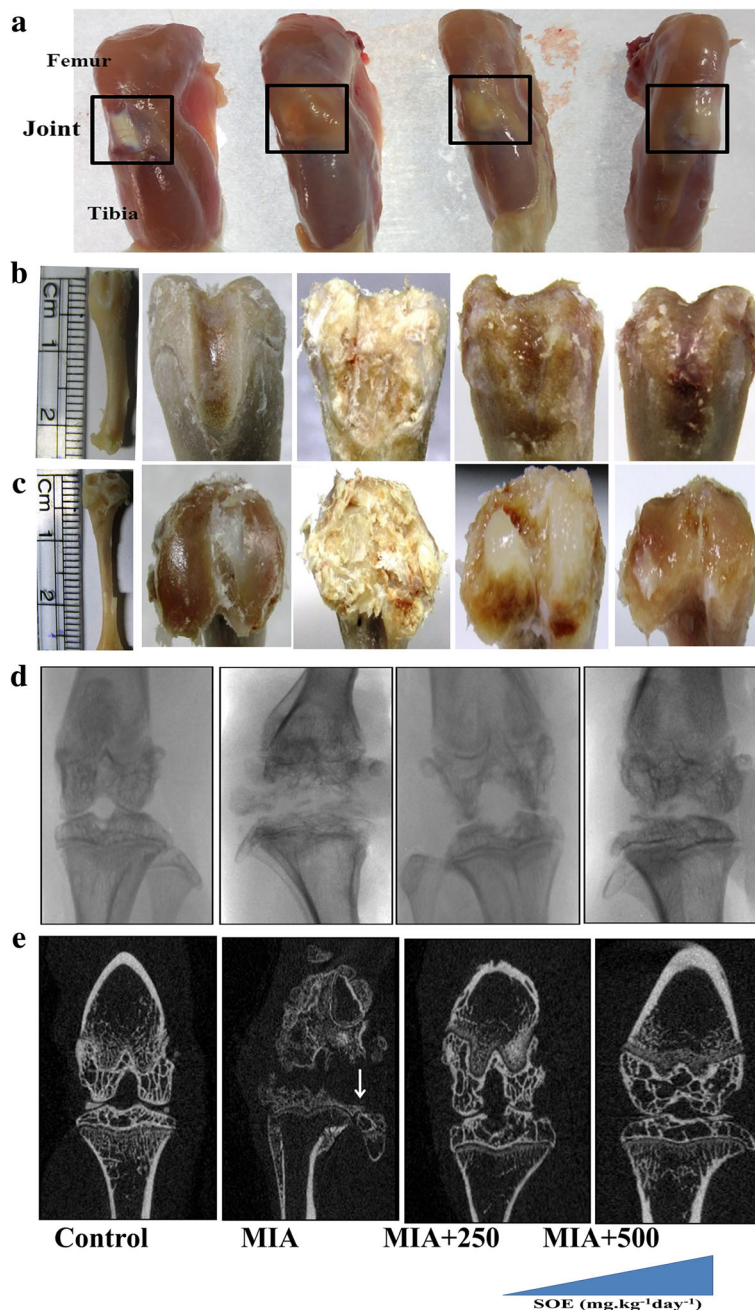 a
Femur
Joint
Tibia
b
Cm
1
2
c
Cm
1
2
d
e
Control MIA MIA+250 MIA+500
SOE (mg.kg⁻¹day⁻¹)